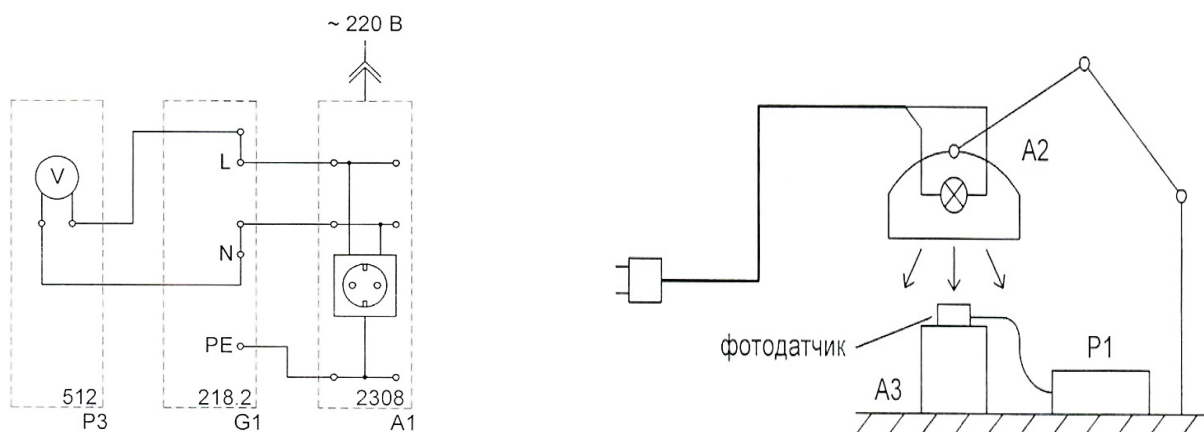 ~ 220 В
V
L
N
PE
512
218.2
2308
P3
G1
A1
A2
фотодатчик
P1
A3